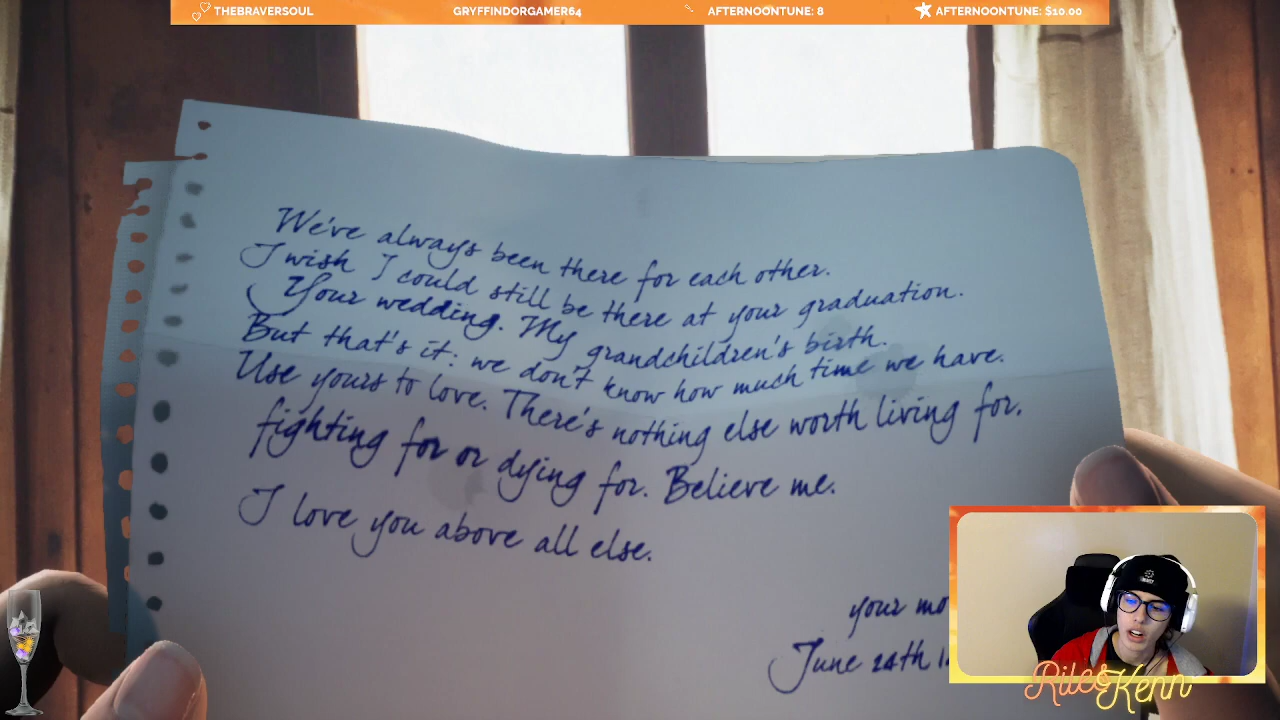 THEBRAVERSOUL GRYFFINDORGAMER64 AFTERNOONTUNE: 8 AFTERNOONTUNE: $10.00
We've always been there for each other.
I wish I could still be there at your graduation.
Your wedding. My grandchildren's birth.
But that's it: we don't know how much time we have.
Use yours to love. There's nothing else worth living for.
fighting for or dying for. Believe me.
I love you above all else.
your
June 24th
Rile&Kenn